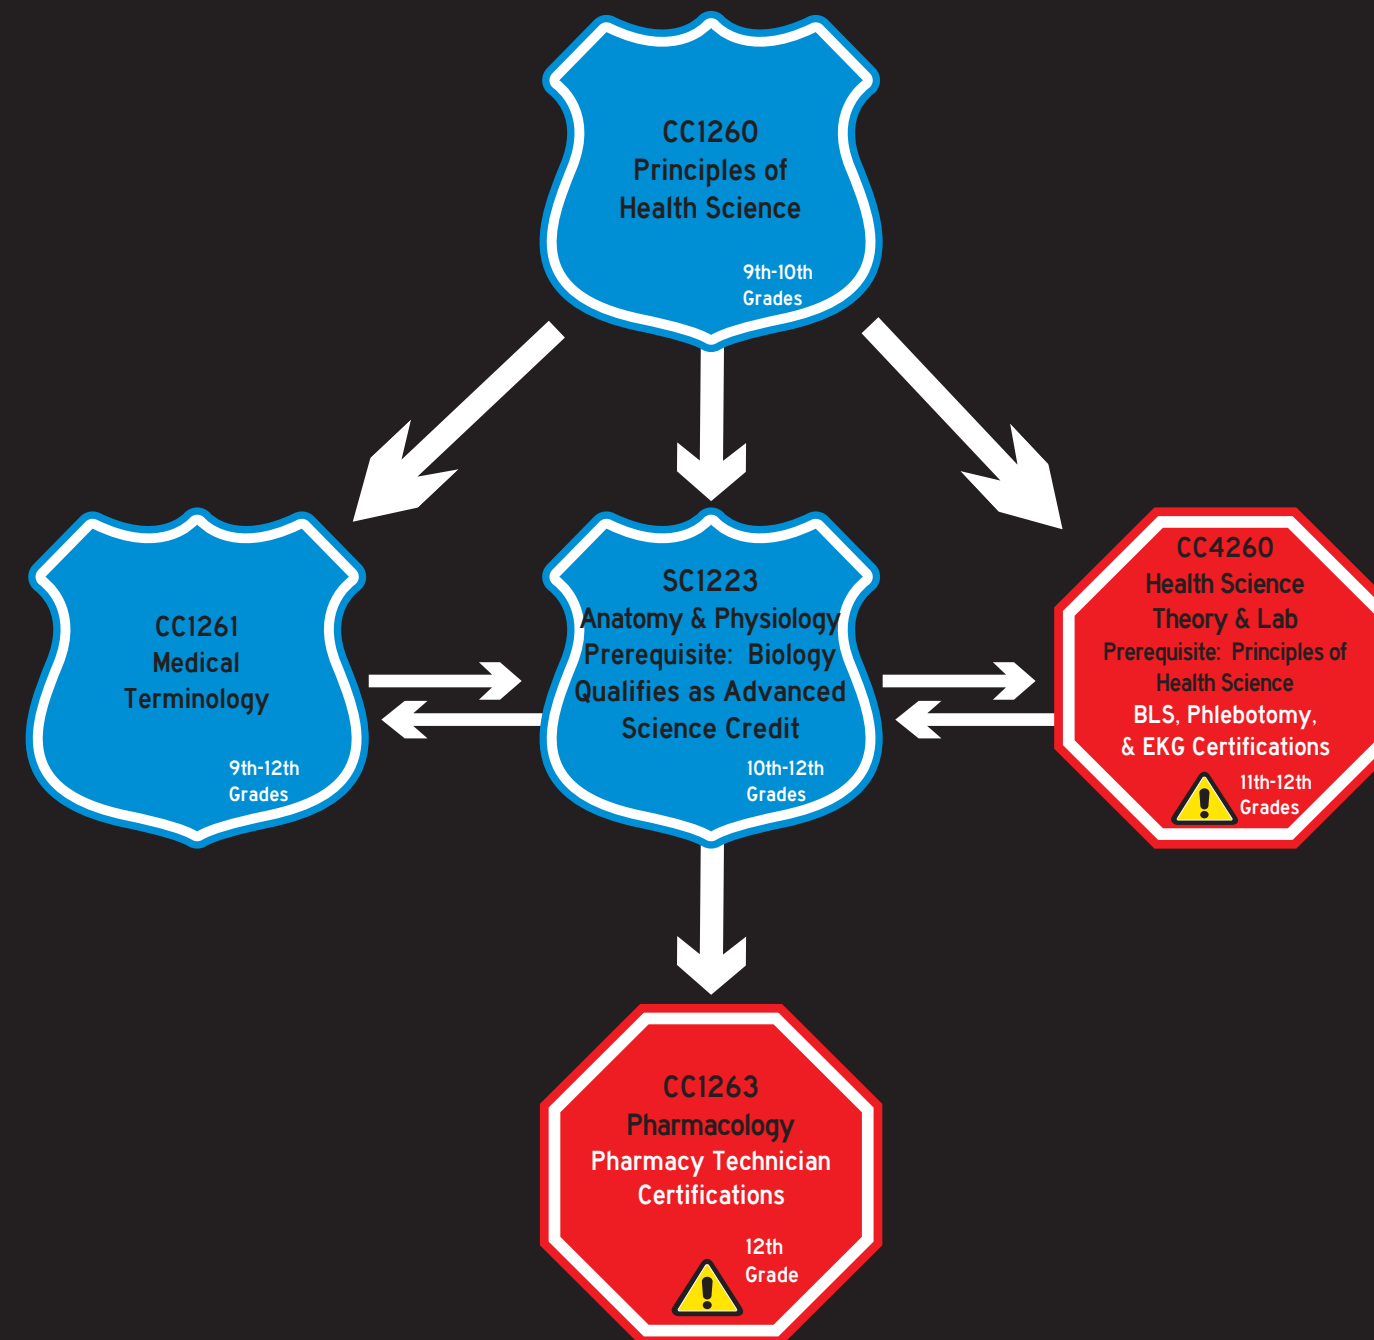 CC1260
Principles of
Health Science
9th-10th
Grades
CC1261
Medical
Terminology
9th-12th
Grades
SC1223
Anatomy & Physiology
Prerequisite: Biology
Qualifies as Advanced
Science Credit
10th-12th
Grades
CC4260
Health Science
Theory & Lab
Prerequisite: Principles of
Health Science
BLS, Phlebotomy,
& EKG Certifications
11th-12th
Grades
CC1263
Pharmacology
Pharmacy Technician
Certifications
12th
Grade